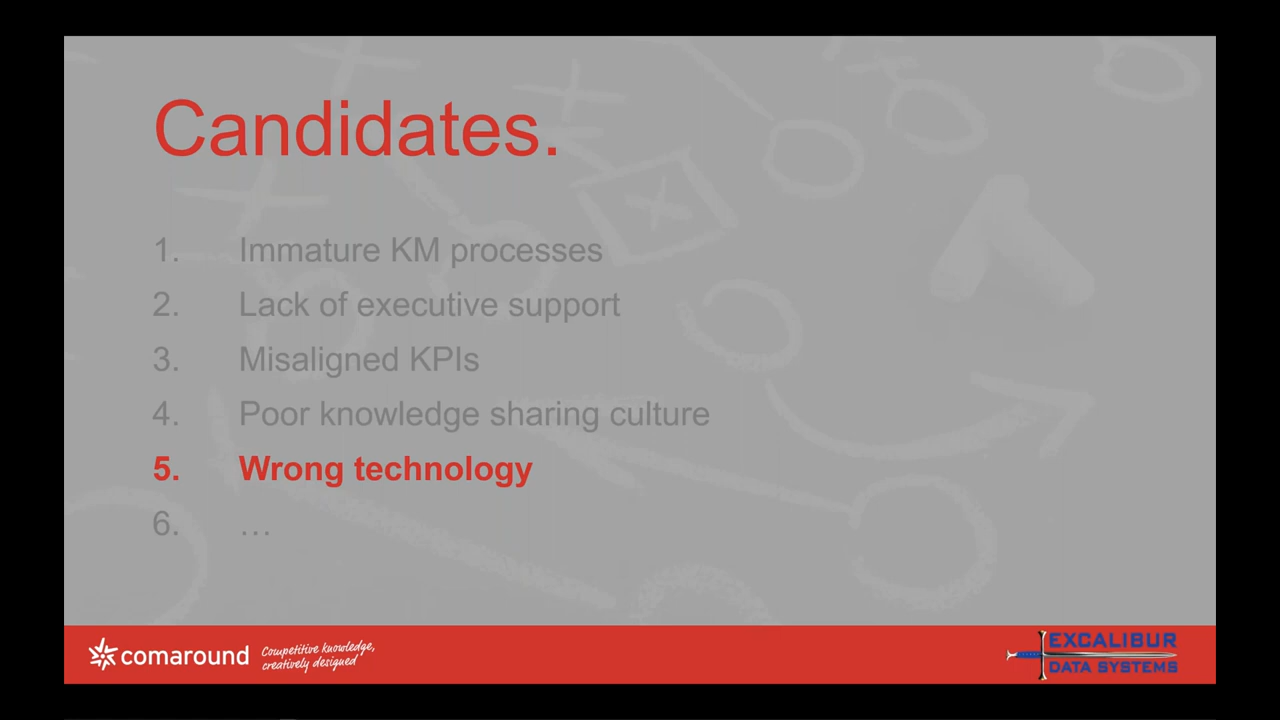 Candidates.
1. Immature KM processes
2. Lack of executive support
3. Misaligned KPIs
4. Poor knowledge sharing culture
5. Wrong technology
6. …
comaround
Competitive knowledge,
creatively designed
EXCALIBUR
DATA SYSTEMS